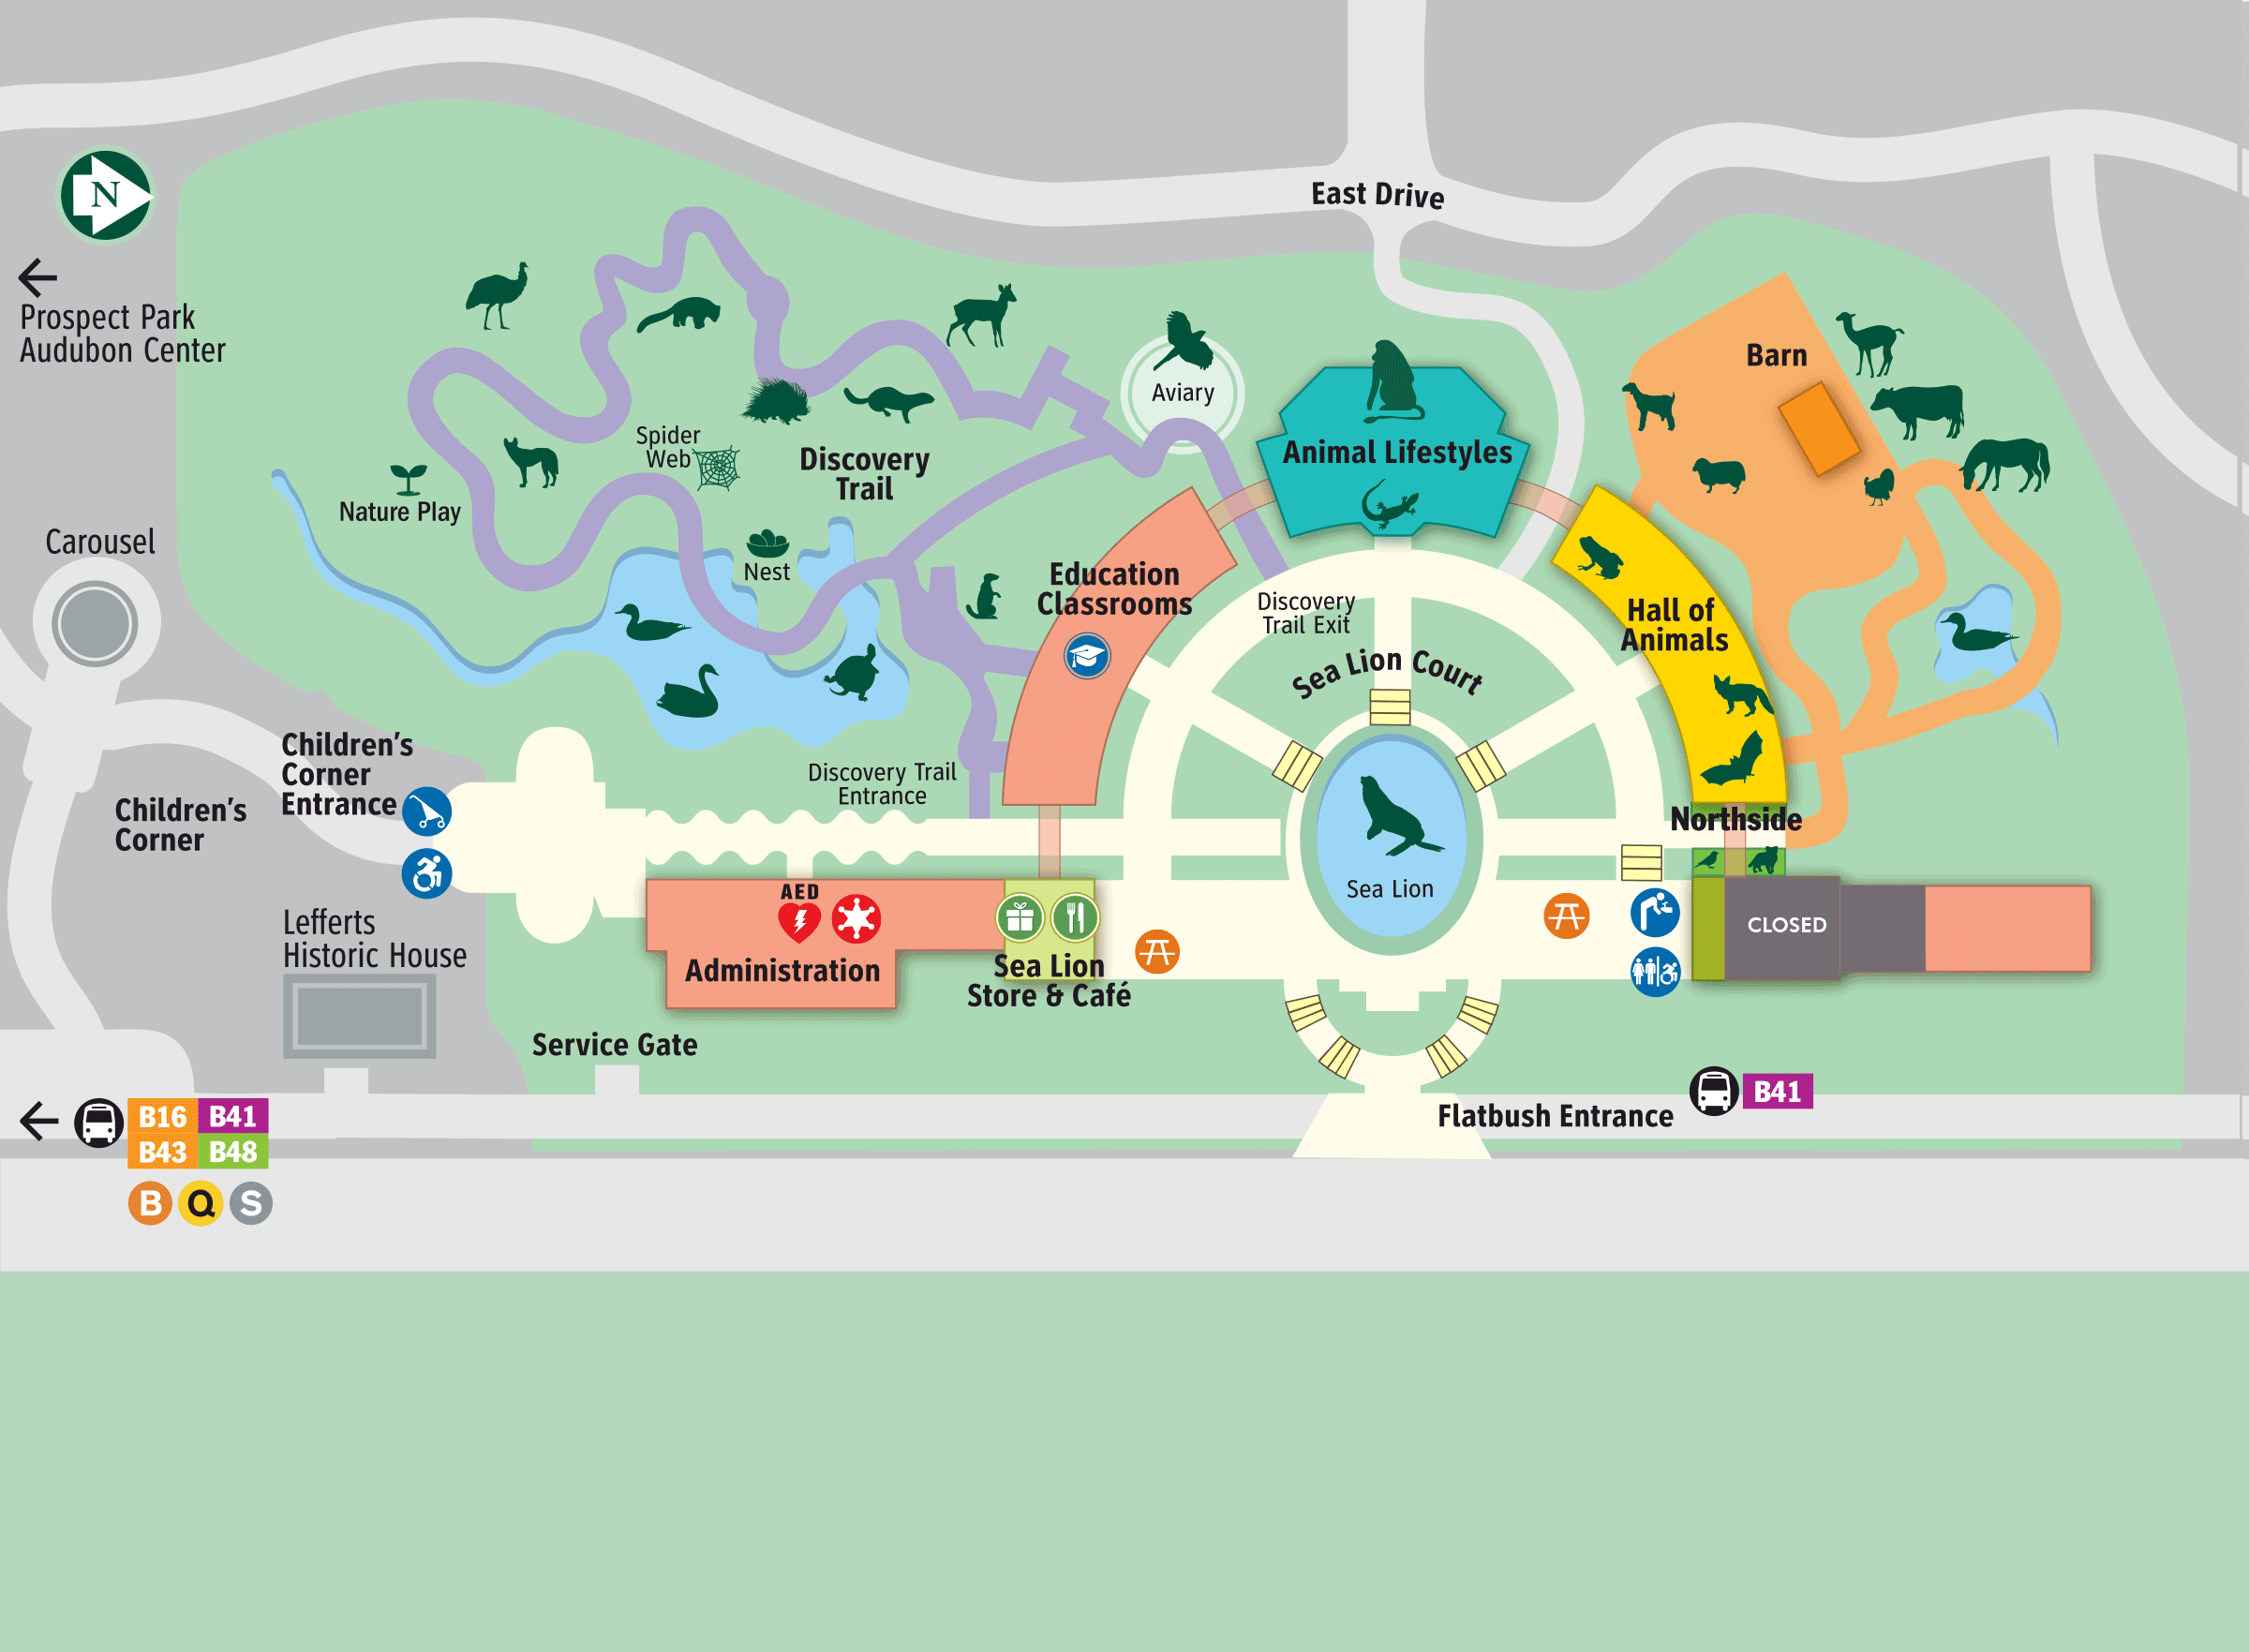 N
East Drive
Prospect Park
Audubon Center
Barn
Aviary
Spider
Web
Discovery
Trail
Animal Lifestyles
Nature Play
Carousel
Nest
Education
Classrooms
Discovery
Trail Exit
Hall of
Animals
Sea Lion Court
Children's
Corner
Entrance
Discovery Trail
Entrance
Children's
Corner
Northside
Sea Lion
AED
Lefferts
Historic House
CLOSED
Administration
Sea Lion
Store & Café
Service Gate
B41
Flatbush Entrance
B16 B41
B43 B48
B Q S